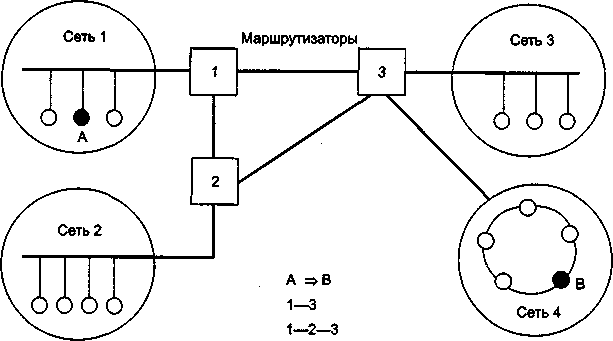 Сеть 1
Маршрутизаторы
Сеть 3
1
3
A
2
Сеть 2
A ⇒ B
1—3
1—2—3
B
Сеть 4